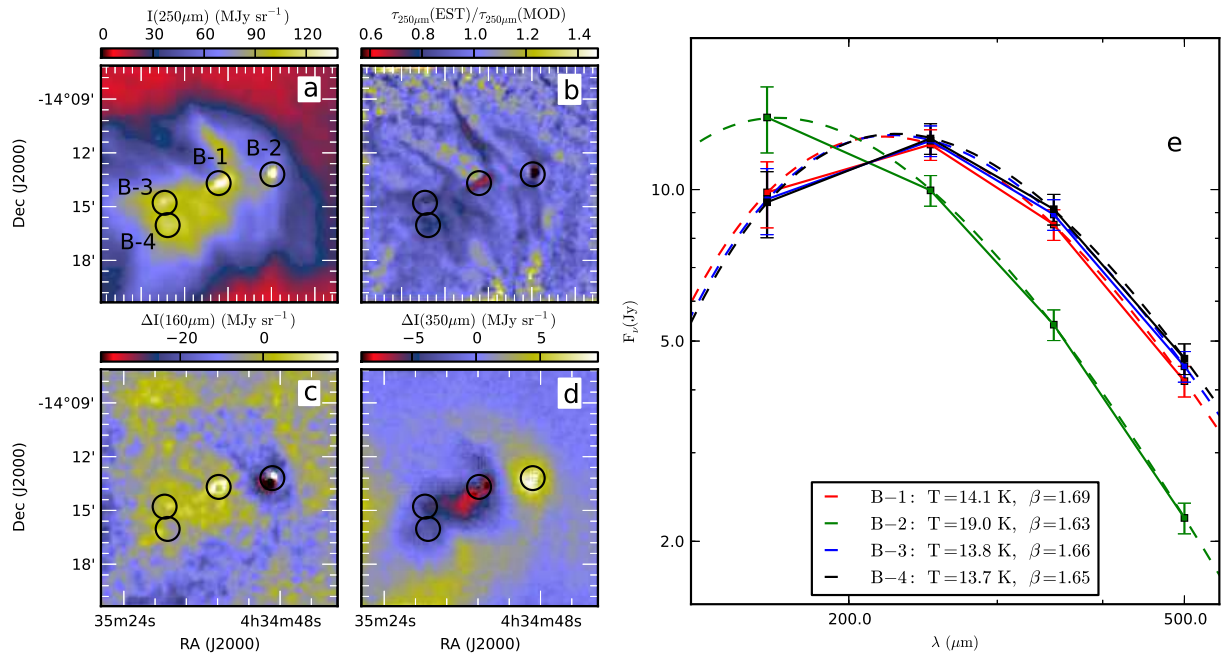 I(250μm) (MJy sr⁻¹)
0 30 60 90 120
a
-14°09'
12'
15'
18'
Dec (J2000)
B-1
B-2
B-3
B-4
τ₂₅₀μm(EST)/τ₂₅₀μm(MOD)
0.6 0.8 1.0 1.2 1.4
b
ΔI(160μm) (MJy sr⁻¹)
−20 0
c
-14°09'
12'
15'
18'
Dec (J2000)
35m24s 4h34m48s
RA (J2000)
ΔI(350μm) (MJy sr⁻¹)
−5 0 5
d
35m24s 4h34m48s
RA (J2000)
e
10.0
5.0
2.0
Fν(Jy)
200.0 500.0
λ (μm)
B−1: T=14.1 K, β=1.69
B−2: T=19.0 K, β=1.63
B−3: T=13.8 K, β=1.66
B−4: T=13.7 K, β=1.65